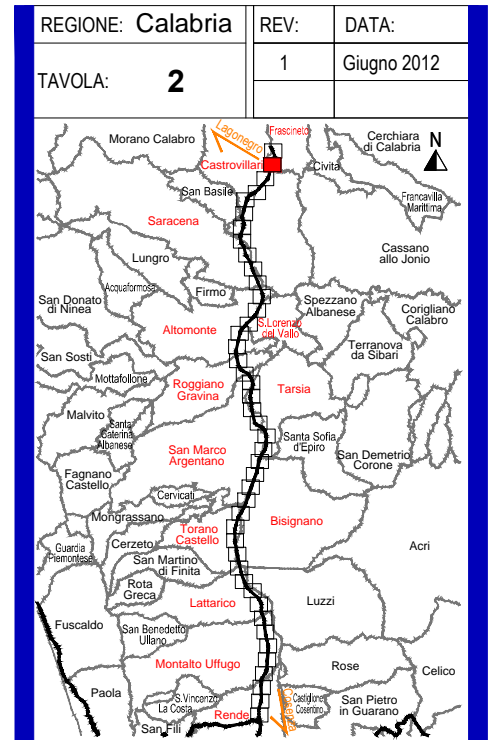 REGIONE: Calabria
REV:
DATA:
TAVOLA: 2
1
Giugno 2012
Lagonegro
Frascineto
Morano Calabro
Cerchiara
di Calabria
N
Castrovillari
Civita
San Basile
Francavilla
Marittima
Saracena
Lungro
Cassano
allo Jonio
Acquaformosa
Firmo
San Donato
di Ninea
Spezzano
Albanese
Corigliano
Calabro
Altomonte
S.Lorenzo
del Vallo
Terranova
da Sibari
San Sosti
Mottafollone
Roggiano
Gravina
Tarsia
Malvito
Santa
Caterina
Albanese
San Marco
Argentano
Santa Sofia
d'Epiro
San Demetrio
Corone
Fagnano
Castello
Cervicati
Mongrassano
Torano
Castello
Bisignano
Guardia
Piemontese
Cerzeto
Acri
San Martino
di Finita
Rota
Greca
Lattarico
Luzzi
Fuscaldo
San Benedetto
Ullano
Montalto Uffugo
Rose
Celico
Paola
S.Vincenzo
La Costa
Rende
Cosenza
Castiglione
Cosentino
San Pietro
in Guarano
San Fili